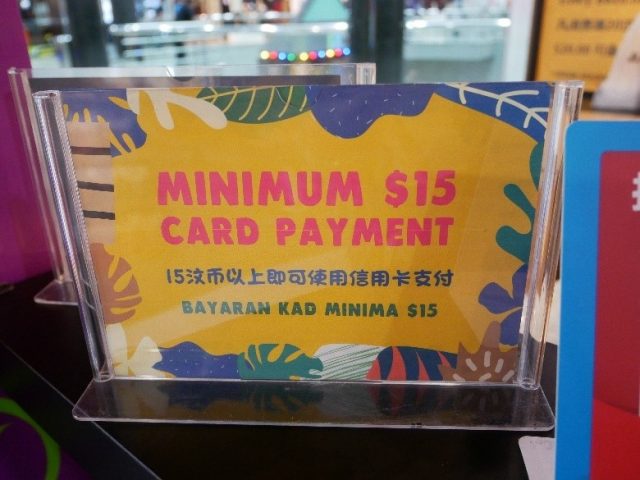 MINIMUM $15
CARD PAYMENT
15汶币以上即可使用信用卡支付
BAYARAN KAD MINIMA $15